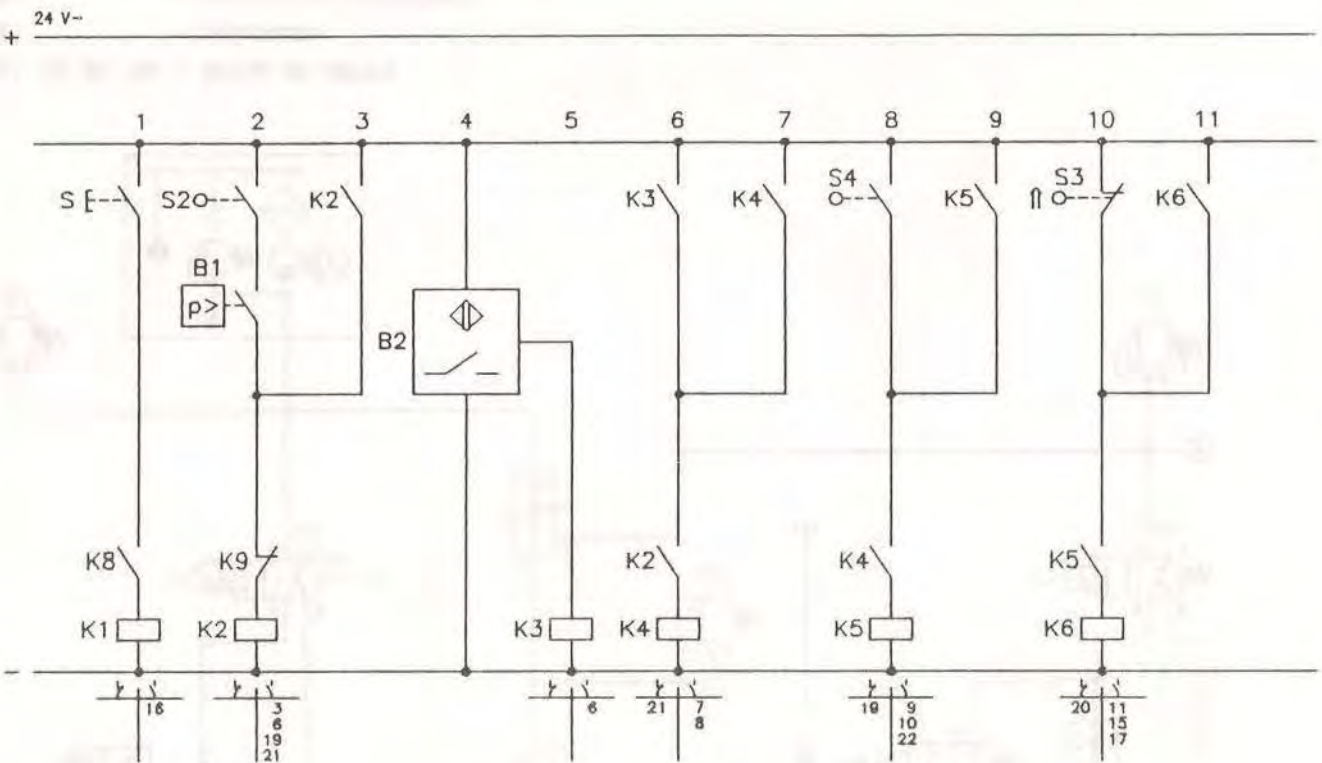 24 V
+
1 2 3 4 5 6 7 8 9 10 11
S S2 K2 K3 K4 S4 K5 S3 K6
B1
p>
B2
K8 K9 K2 K4 K5
K1 K2 K3 K4 K5 K6
-
16 3 6 21 7 19 9 20 11
6 8 10 15
19 22 17
21